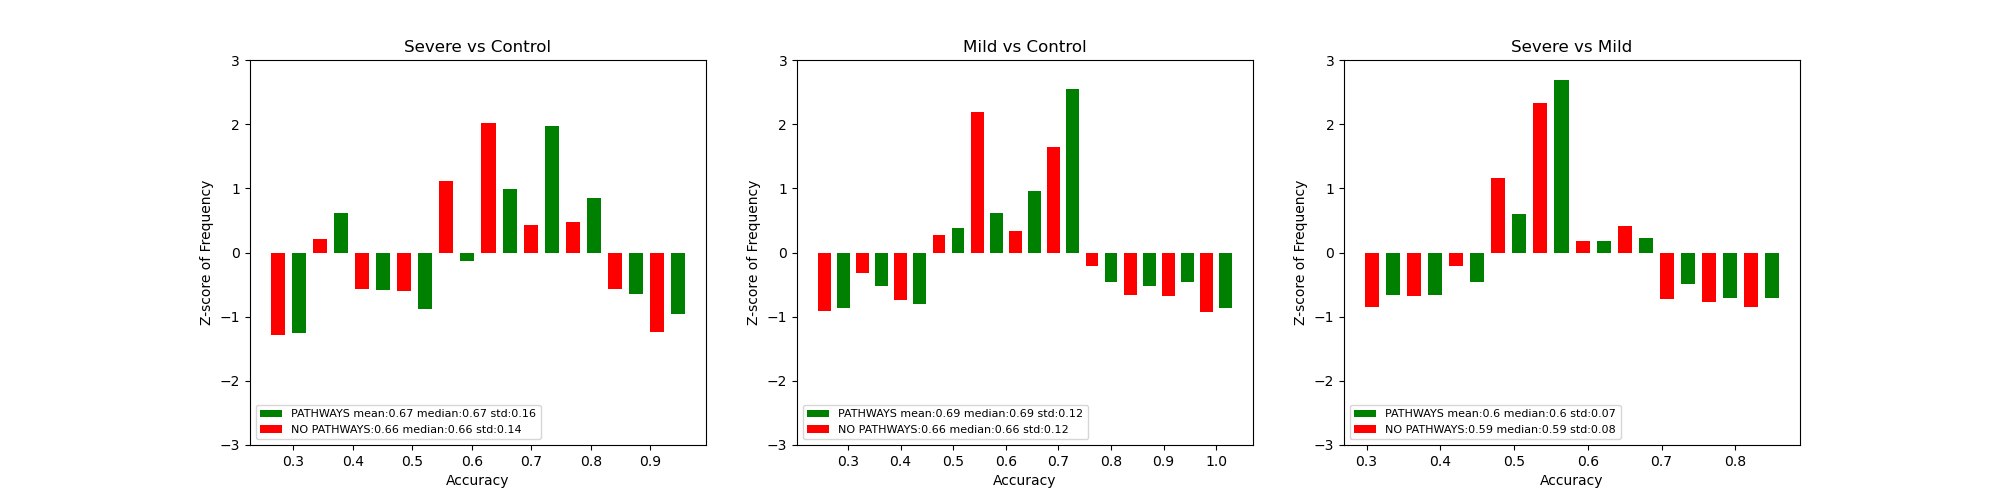 Severe vs Control
3
2
1
0
−1
−2
−3
Z-score of Frequency
PATHWAYS mean:0.67 median:0.67 std:0.16
NO PATHWAYS:0.66 median:0.66 std:0.14
0.3 0.4 0.5 0.6 0.7 0.8 0.9
Accuracy
Mild vs Control
3
2
1
0
−1
−2
−3
Z-score of Frequency
PATHWAYS mean:0.69 median:0.69 std:0.12
NO PATHWAYS:0.66 median:0.66 std:0.12
0.3 0.4 0.5 0.6 0.7 0.8 0.9 1.0
Accuracy
Severe vs Mild
3
2
1
0
−1
−2
−3
Z-score of Frequency
PATHWAYS mean:0.6 median:0.6 std:0.07
NO PATHWAYS:0.59 median:0.59 std:0.08
0.3 0.4 0.5 0.6 0.7 0.8
Accuracy